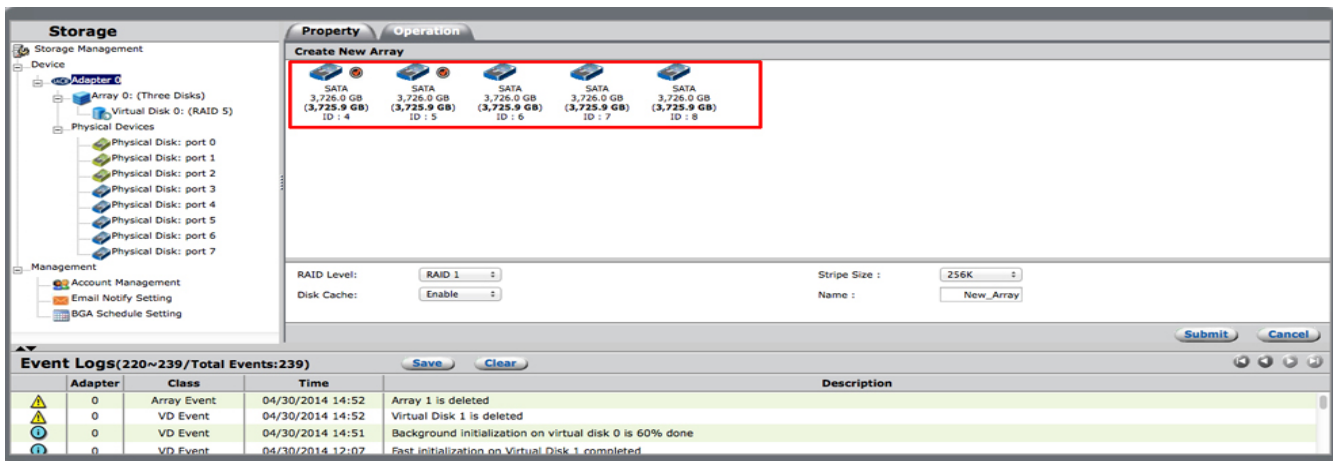 Storage
Storage Management
Device
Adapter 0
Array 0: (Three Disks)
Virtual Disk 0: (RAID 5)
Physical Devices
Physical Disk: port 0
Physical Disk: port 1
Physical Disk: port 2
Physical Disk: port 3
Physical Disk: port 4
Physical Disk: port 5
Physical Disk: port 6
Physical Disk: port 7
Management
Account Management
Email Notify Setting
BGA Schedule Setting
Property Operation
Create New Array
SATA SATA SATA SATA SATA
3,726.0 GB 3,726.0 GB 3,726.0 GB 3,726.0 GB 3,726.0 GB
(3,725.9 GB) (3,725.9 GB) (3,725.9 GB) (3,725.9 GB) (3,725.9 GB)
ID : 4 ID : 5 ID : 6 ID : 7 ID : 8
RAID Level: RAID 1 Stripe Size : 256K
Disk Cache: Enable Name : New_Array
Submit Cancel
Event Logs(220~239/Total Events:239) Save Clear
Adapter Class Time Description
0 Array Event 04/30/2014 14:52 Array 1 is deleted
0 VD Event 04/30/2014 14:52 Virtual Disk 1 is deleted
0 VD Event 04/30/2014 14:51 Background initialization on virtual disk 0 is 60% done
0 VD Event 04/30/2014 12:07 Fast initialization on Virtual Disk 1 completed